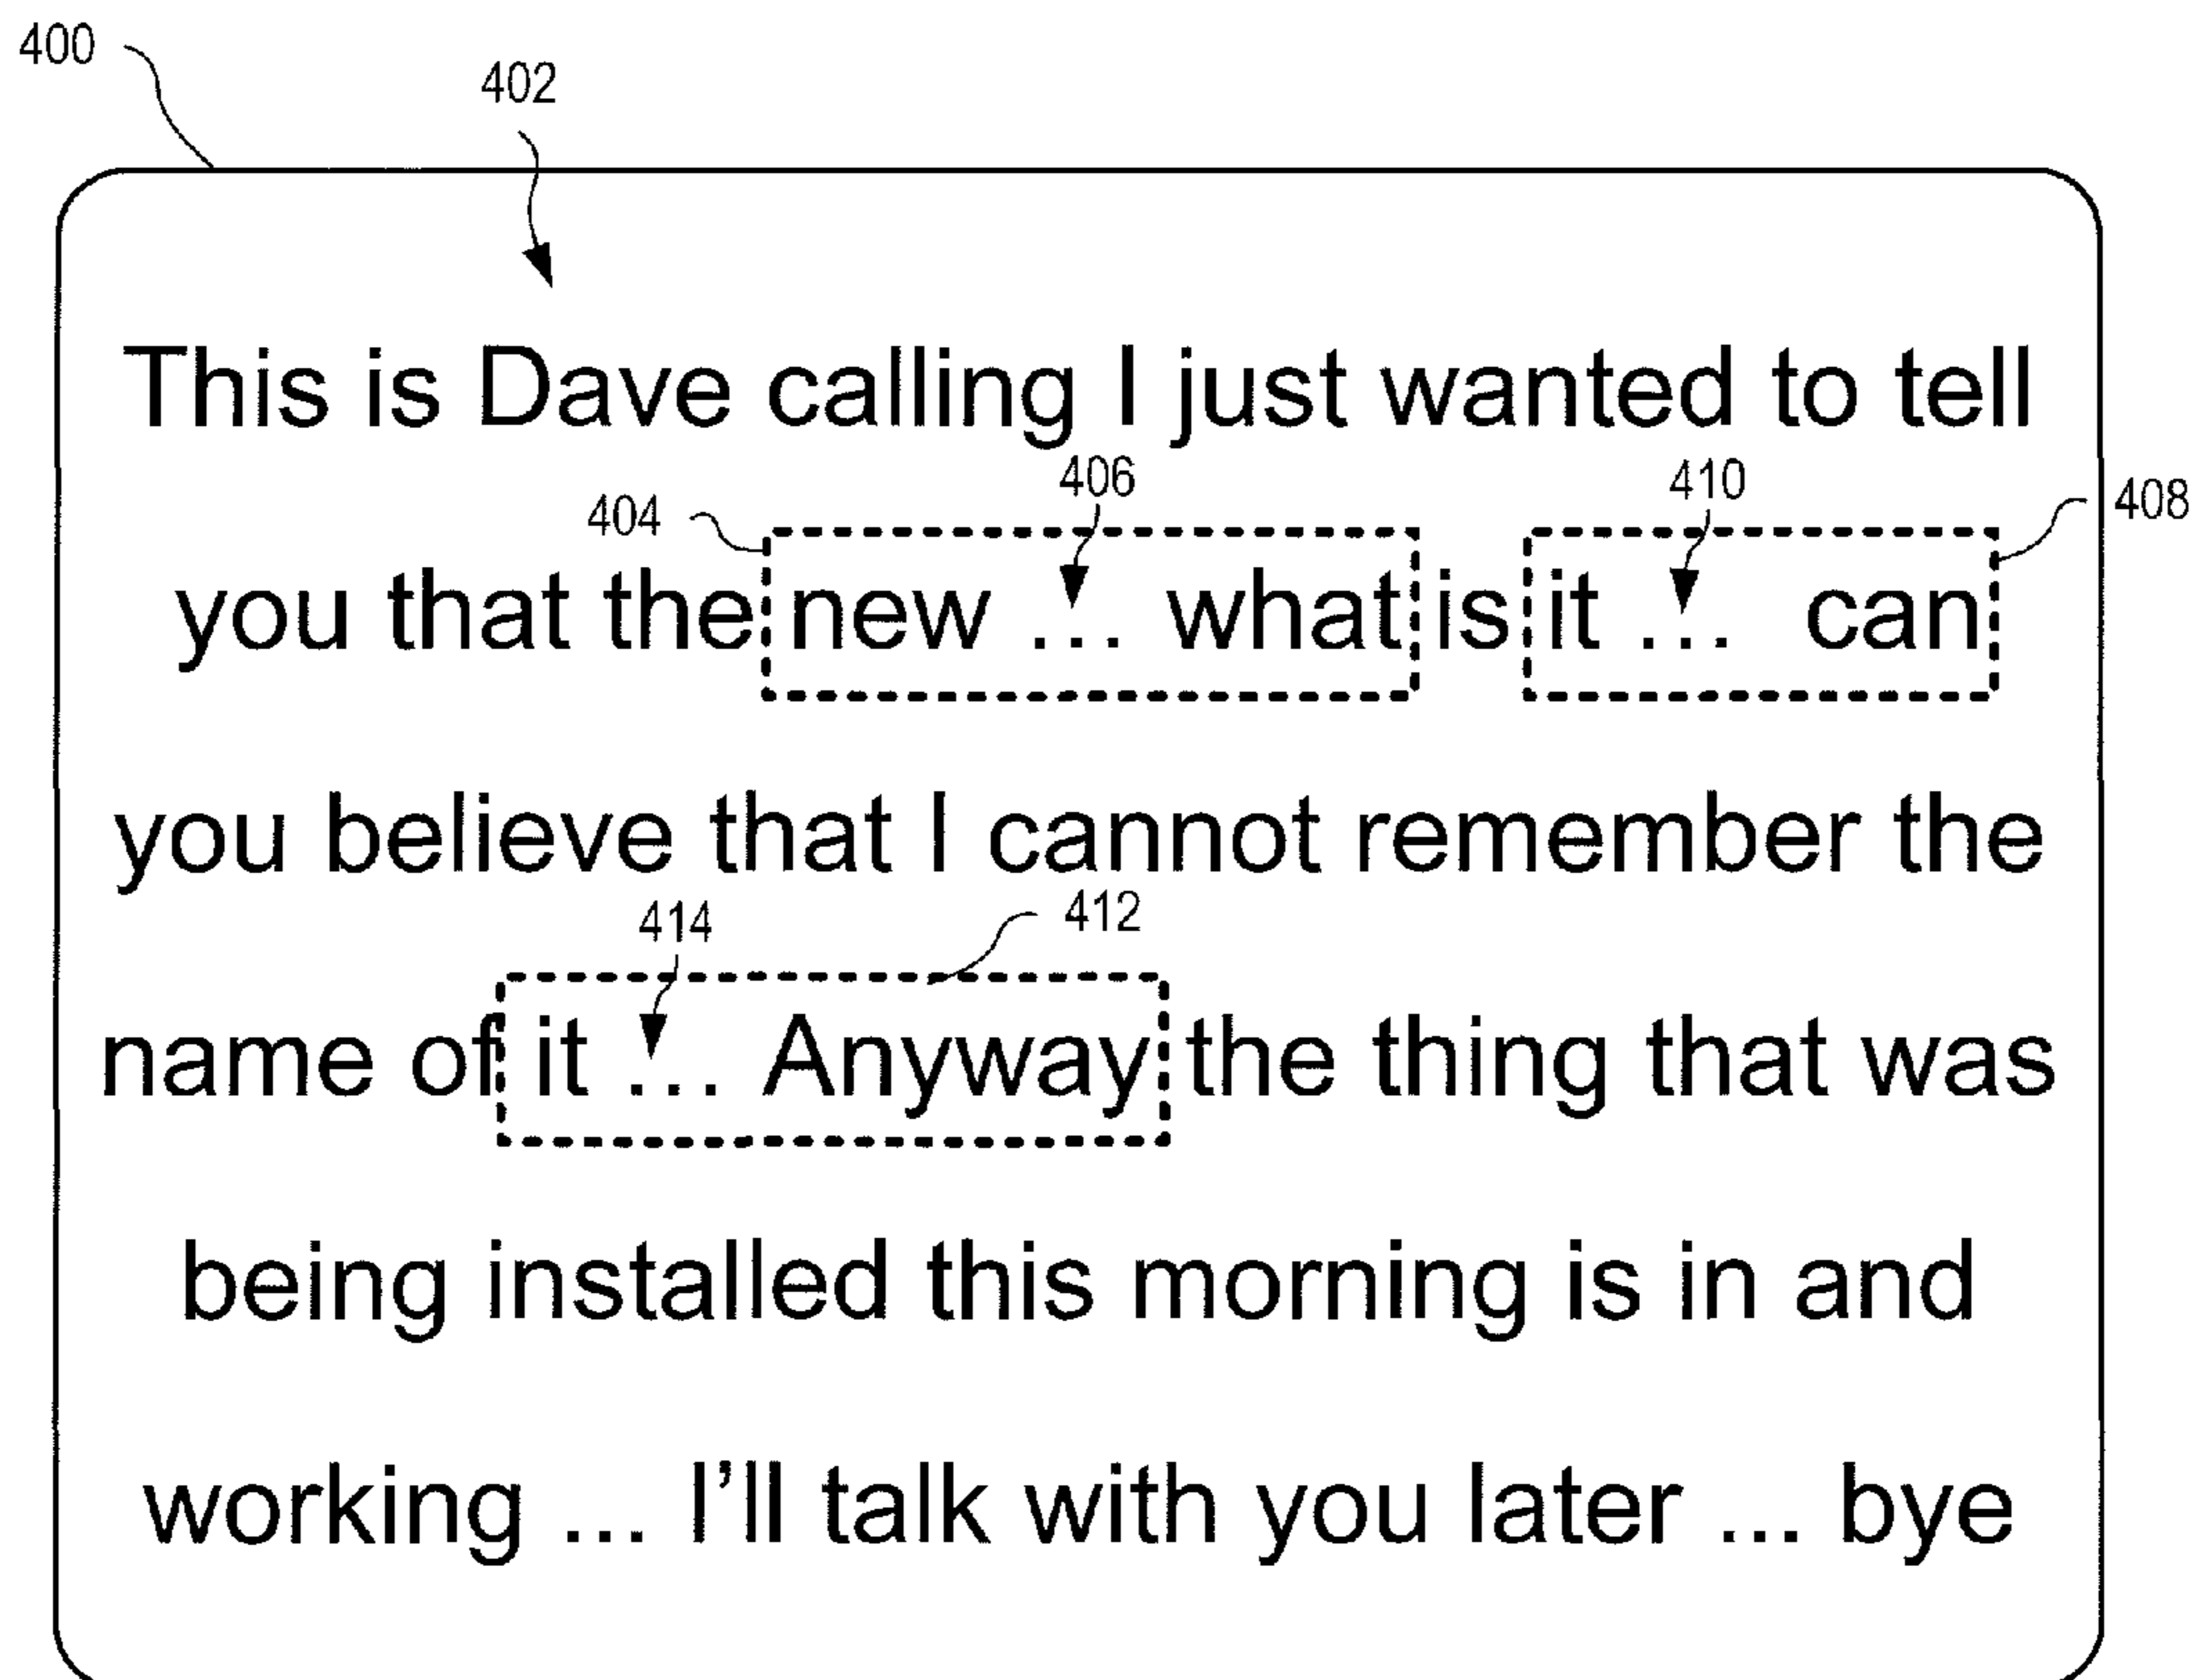 400
402
This is Dave calling I just wanted to tell
404 406 410 408
you that the new ... what is it ... can
you believe that I cannot remember the
414 412
name of it ... Anyway the thing that was
being installed this morning is in and
working ... I'll talk with you later ... bye